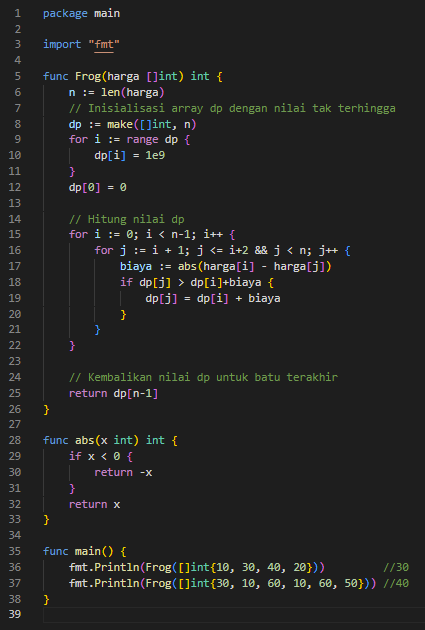 1 package main
2
3 import "fmt"
4
5 func Frog(harga []int) int {
6     n := len(harga)
7     // Inisialisasi array dp dengan nilai tak terhingga
8     dp := make([]int, n)
9     for i := range dp {
10         dp[i] = 1e9
11     }
12     dp[0] = 0
13
14     // Hitung nilai dp
15     for i := 0; i < n-1; i++ {
16         for j := i + 1; j <= i+2 && j < n; j++ {
17             biaya := abs(harga[i] - harga[j])
18             if dp[j] > dp[i]+biaya {
19                 dp[j] = dp[i] + biaya
20             }
21         }
22     }
23
24     // Kembalikan nilai dp untuk batu terakhir
25     return dp[n-1]
26 }
27
28 func abs(x int) int {
29     if x < 0 {
30         return -x
31     }
32     return x
33 }
34
35 func main() {
36     fmt.Println(Frog([]int{10, 30, 40, 20}))         //30
37     fmt.Println(Frog([]int{30, 10, 60, 10, 60, 50})) //40
38 }
39